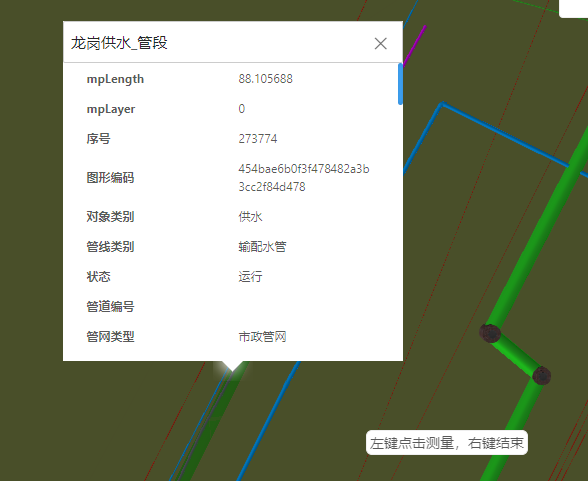 龙岗供水_管段
mpLength 88.105688
mpLayer 0
序号 273774
图形编码 454bae6b0f3f478482a3b
3cc2f84d478
对象类别 供水
管线类别 输配水管
状态 运行
管道编号
管网类型 市政管网
左键点击测量，右键结束